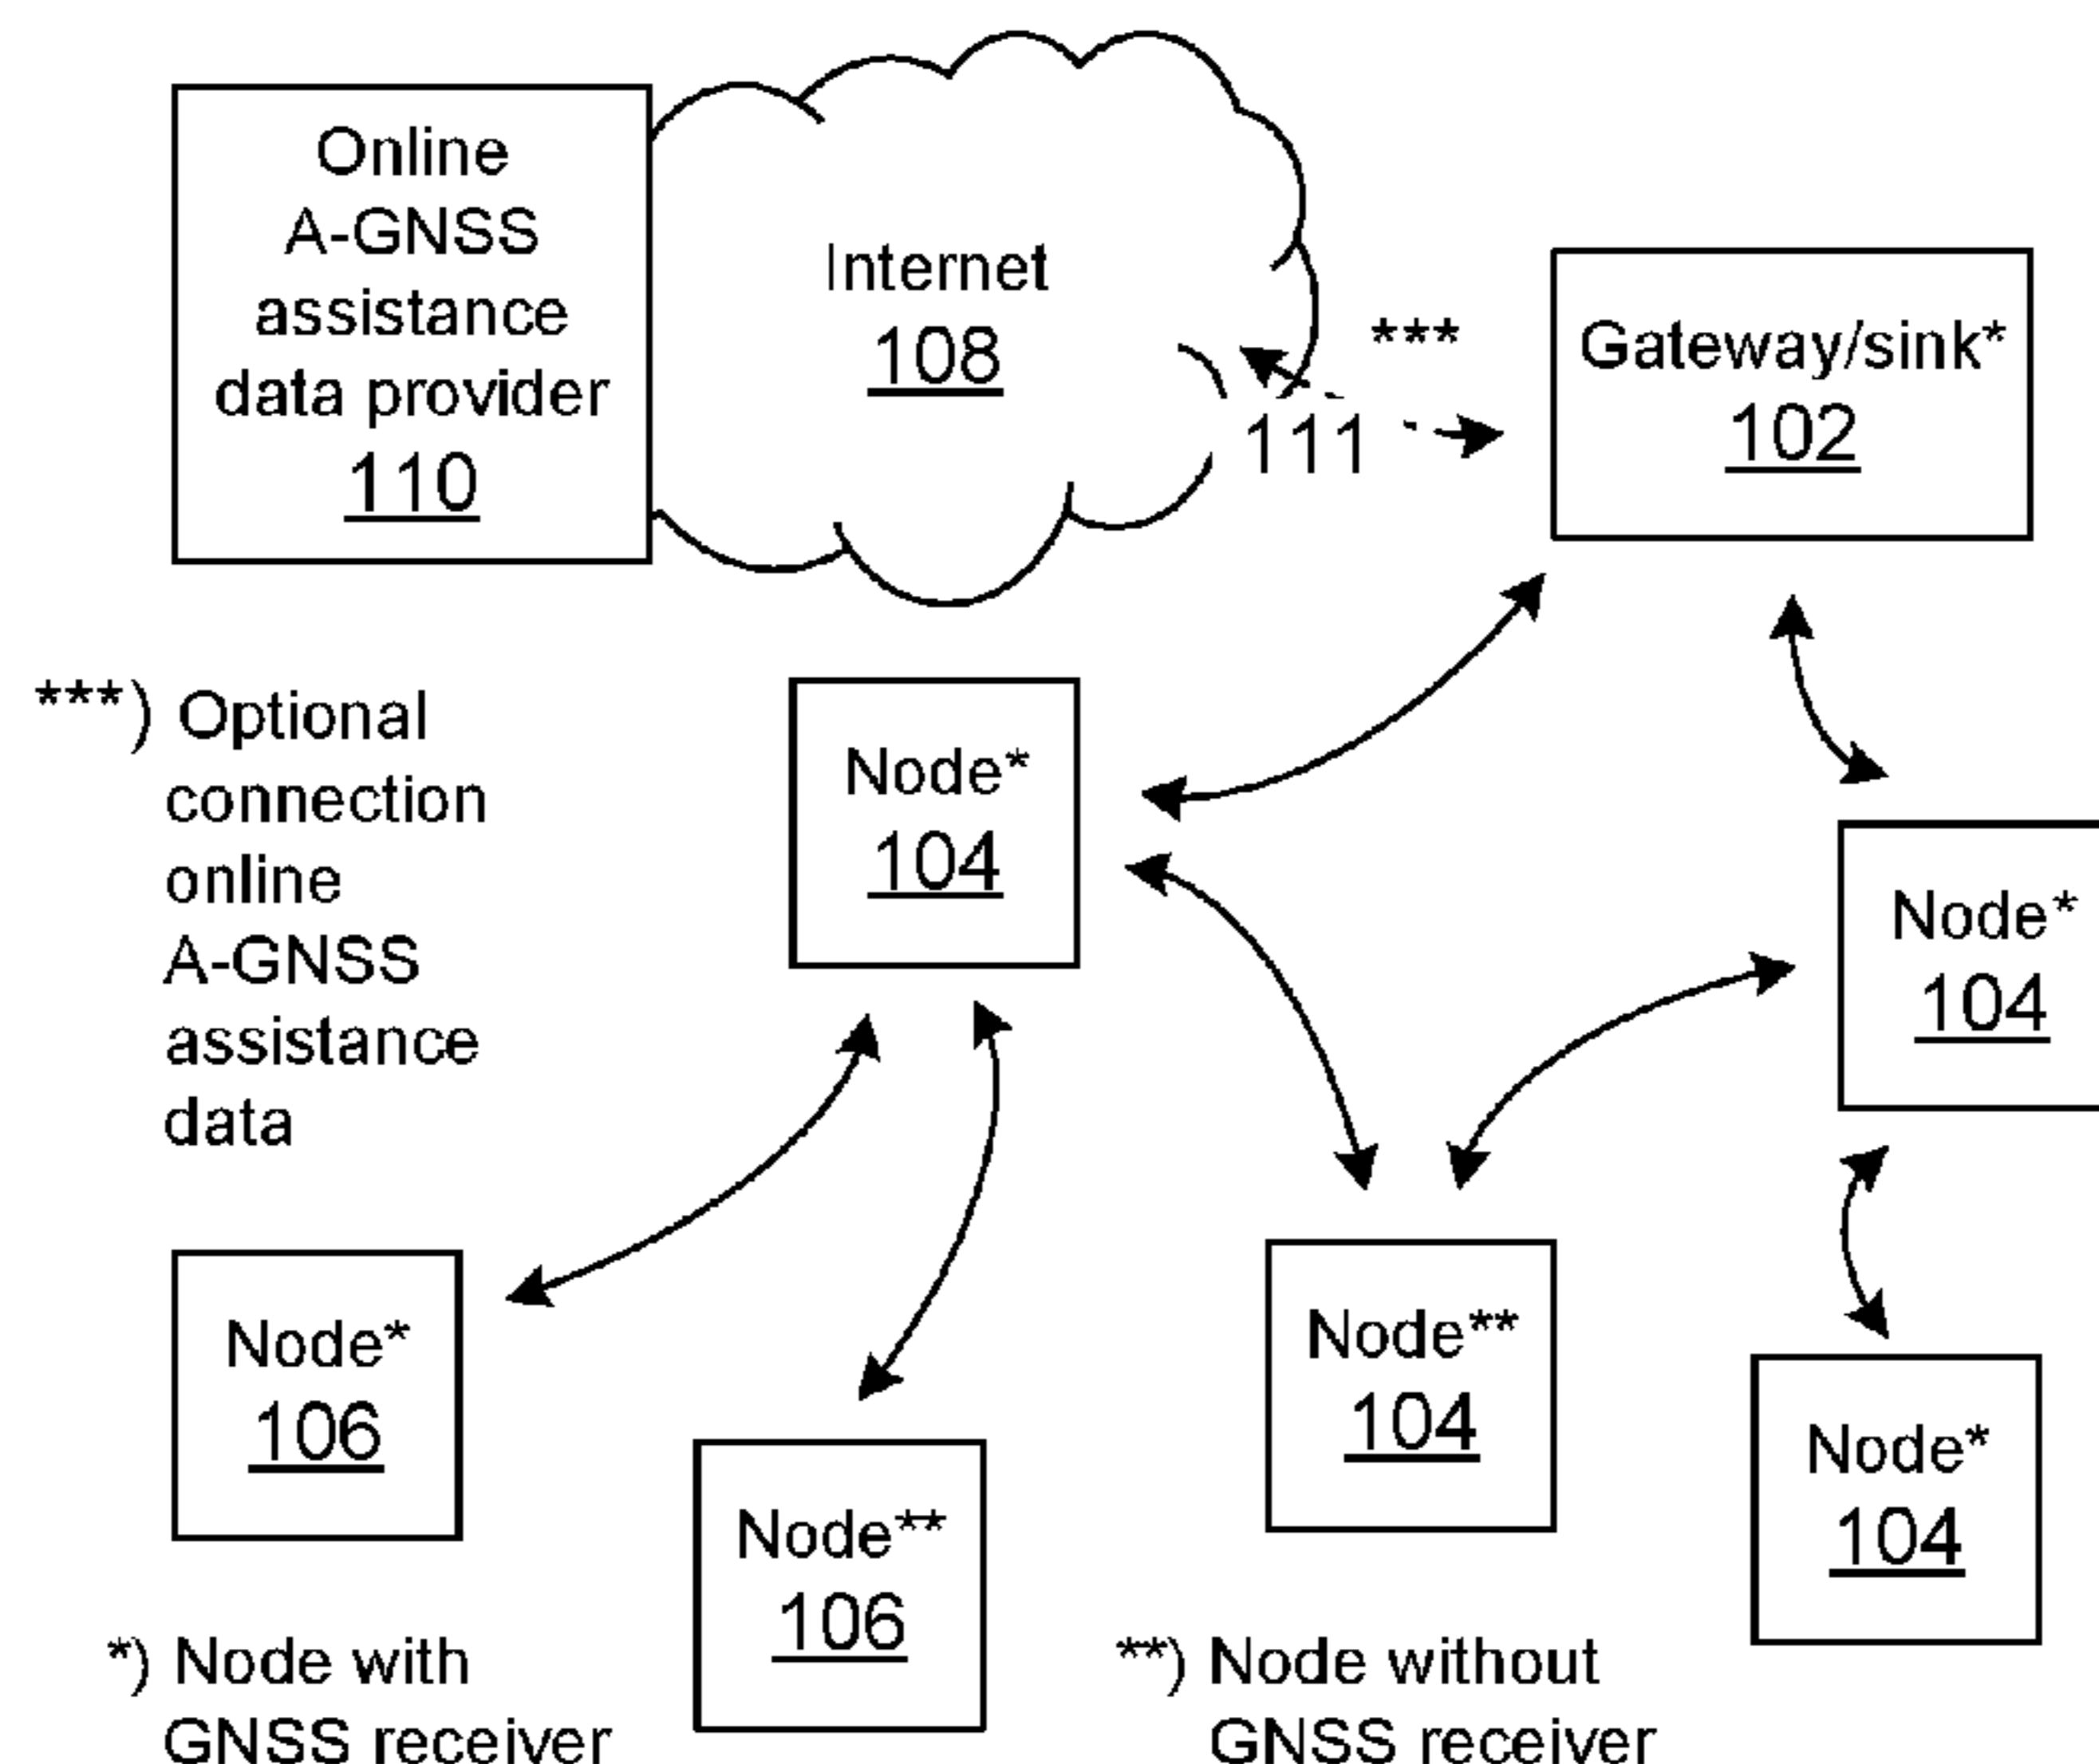 Online
A-GNSS
assistance
data provider
110
Internet
108
***
111
Gateway/sink*
102
***) Optional
connection
online
A-GNSS
assistance
data
Node*
104
Node*
104
Node*
106
Node**
106
Node**
104
Node*
104
*) Node with
GNSS receiver
**) Node without
GNSS receiver